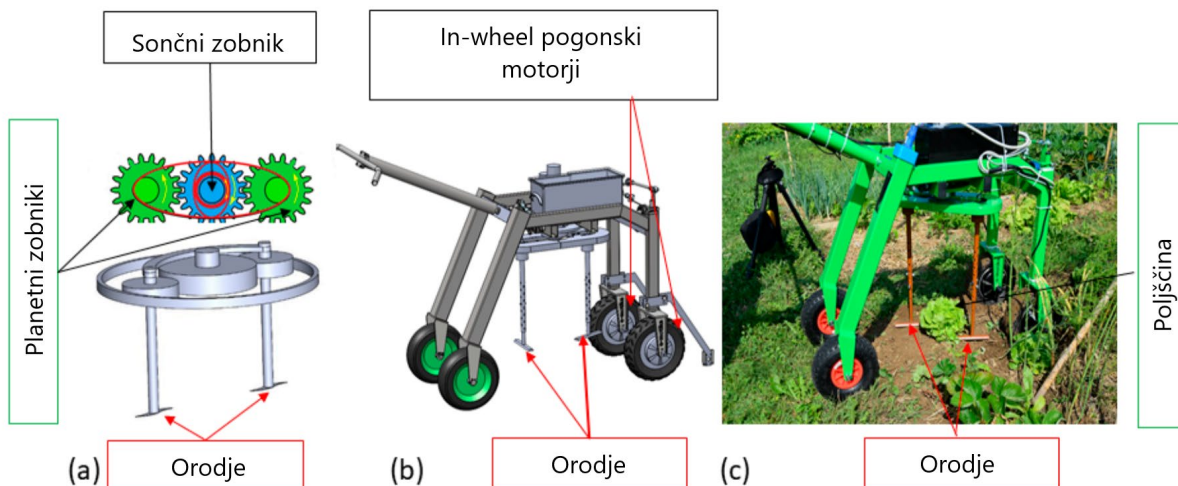 Sončni zobnik
In-wheel pogonski
motorji
Planetni zobniki
Poljščina
(a)
Orodje
(b)
Orodje
(c)
Orodje